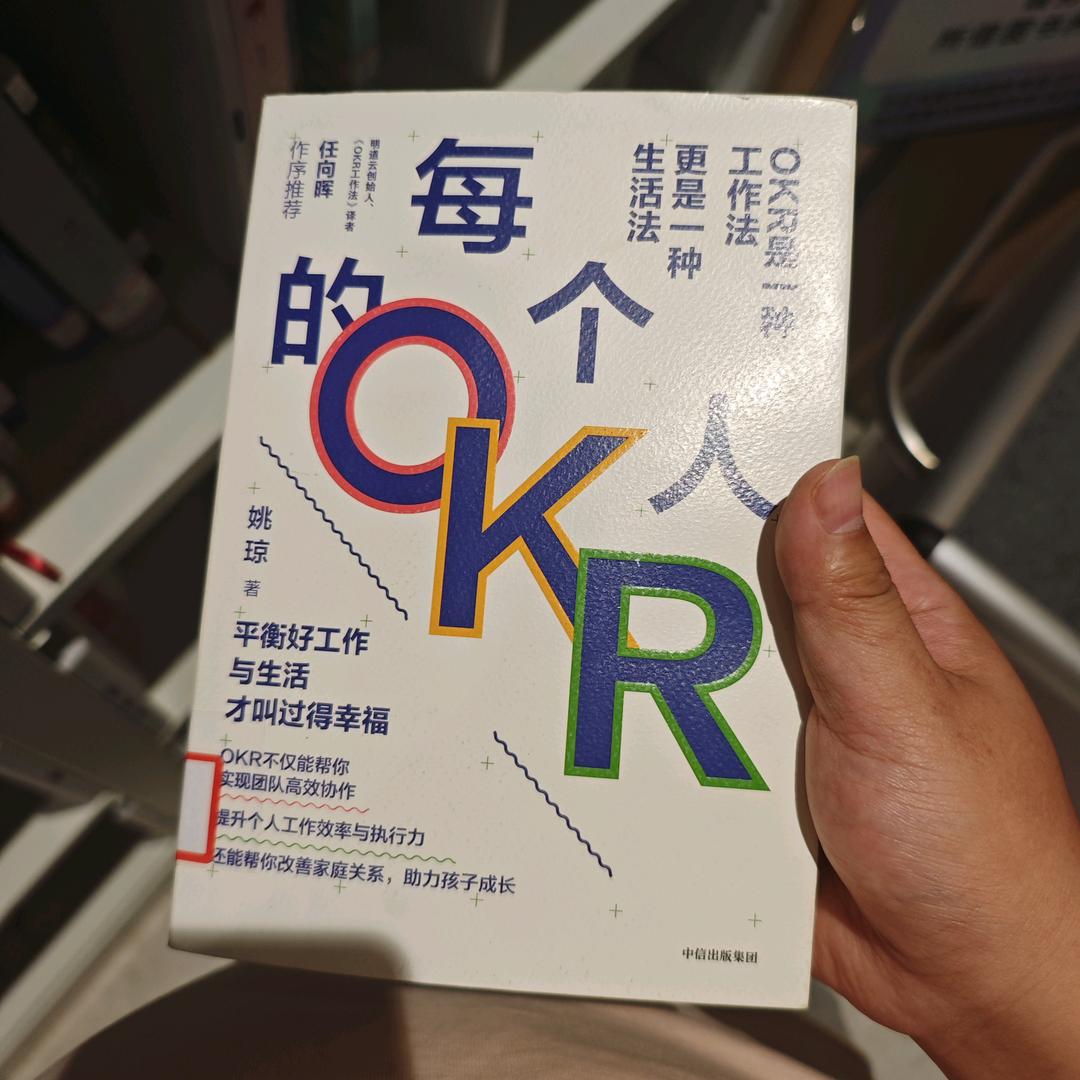 OKR是一种
工作法
更是一种
生活法
每
个
人
的
OKR
明道云创始人、
《OKR工作法》译者
任向晖
作序推荐
姚
琼
著
平衡好工作
与生活
才叫过得幸福
OKR不仅能帮你
实现团队高效协作
提升个人工作效率与执行力
还能帮你改善家庭关系，助力孩子成长
中信出版集团